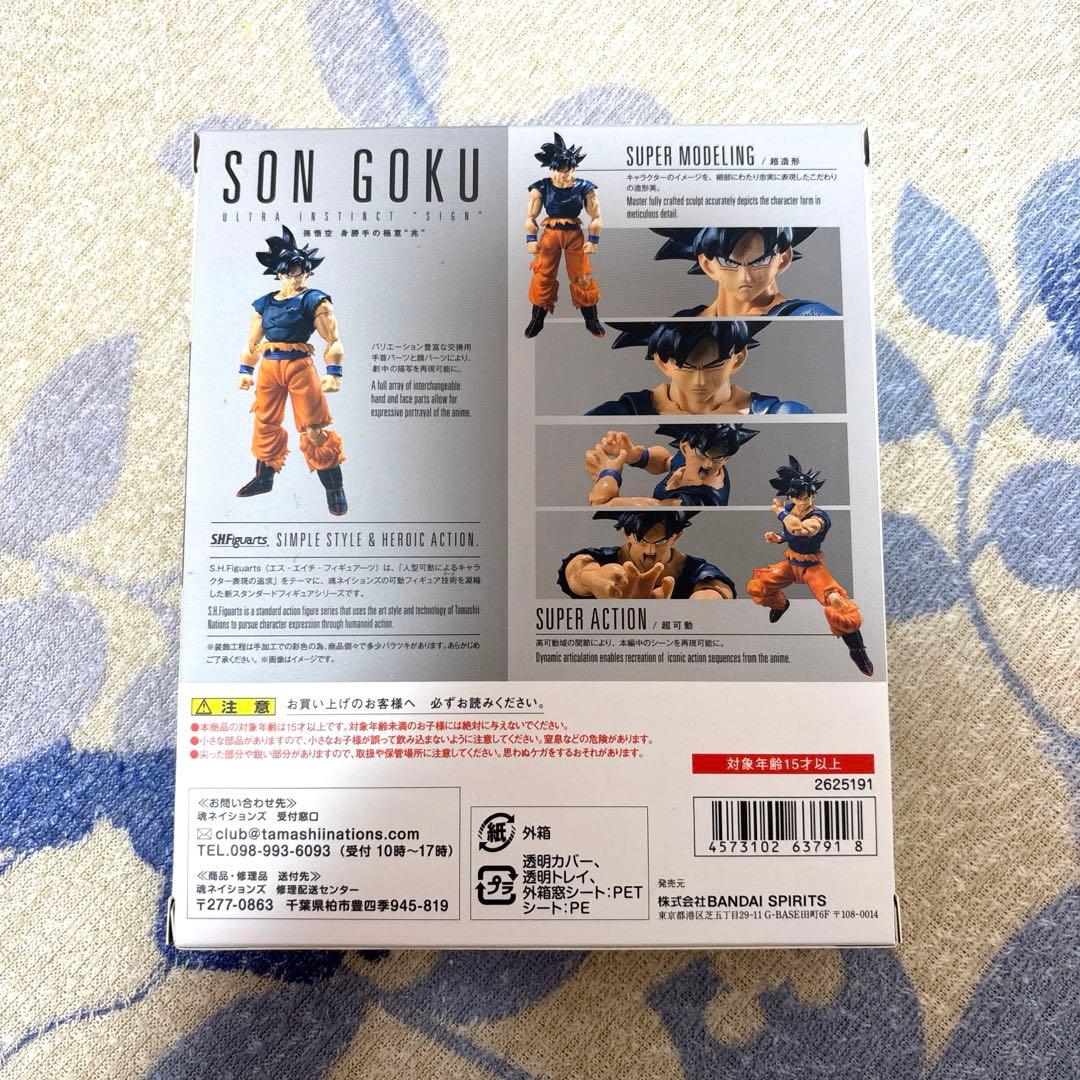 SON GOKU
ULTRA INSTINCT "SIGN"
孫悟空 身勝手の極意"兆"
バリエーション豊富な交換用
手首パーツと顔パーツにより、
劇中の描写を再現可能に。
A full array of interchangeable
hand and face parts allow for
expressive portrayal of the anime.
S.H.Figuarts SIMPLE STYLE & HEROIC ACTION.
S.H.Figuarts（エス・エイチ・フィギュアーツ）は、「人型可動によるキャラ
クター表現の追求」をテーマに、魂ネイションズの可動フィギュア技術を凝縮
した新スタンダードフィギュアシリーズです。
S.H.Figuarts is a standard action figure series that uses the art style and technology of Tamashii
Nations to pursue character expression through humanoid action.
※装飾工程は手加工での彩色の為、商品個々で多少バラツキがあります。あらかじめ
ご了承ください。※画像はイメージです。
SUPER MODELING / 超造形
キャラクターのイメージを、細部にわたり忠実に表現したこだわり
の造形美。
Master fully crafted sculpt accurately depicts the character form in
meticulous detail.
SUPER ACTION / 超可動
高可動域の関節により、本編中のシーンを再現可能に。
Dynamic articulation enables recreation of iconic action sequences from the anime.
注意 お買い上げのお客様へ 必ずお読みください。
●本商品の対象年齢は15才以上です。対象年齢未満のお子様には絶対に与えないでください。
●小さな部品がありますので、小さなお子様が誤って飲み込まないように注意してください。窒息などの危険があります。
●尖った部分や鋭い部分がありますので、取扱や保管場所に注意してください。思わぬケガをするおそれがあります。
対象年齢15才以上
2625191
4573102 63791 8
≪お問い合わせ先≫
魂ネイションズ 受付窓口
club@tamashiinations.com
TEL.098-993-6093（受付 10時～17時）
≪商品・修理品 送付先≫
魂ネイションズ 修理配送センター
〒277-0863 千葉県柏市豊四季945-819
紙 外箱
プラ 透明カバー、
透明トレイ、
外箱窓シート:PET
シート:PE
発売元
株式会社BANDAI SPIRITS
東京都港区芝五丁目29-11 G-BASE田町6F 〒108-0014